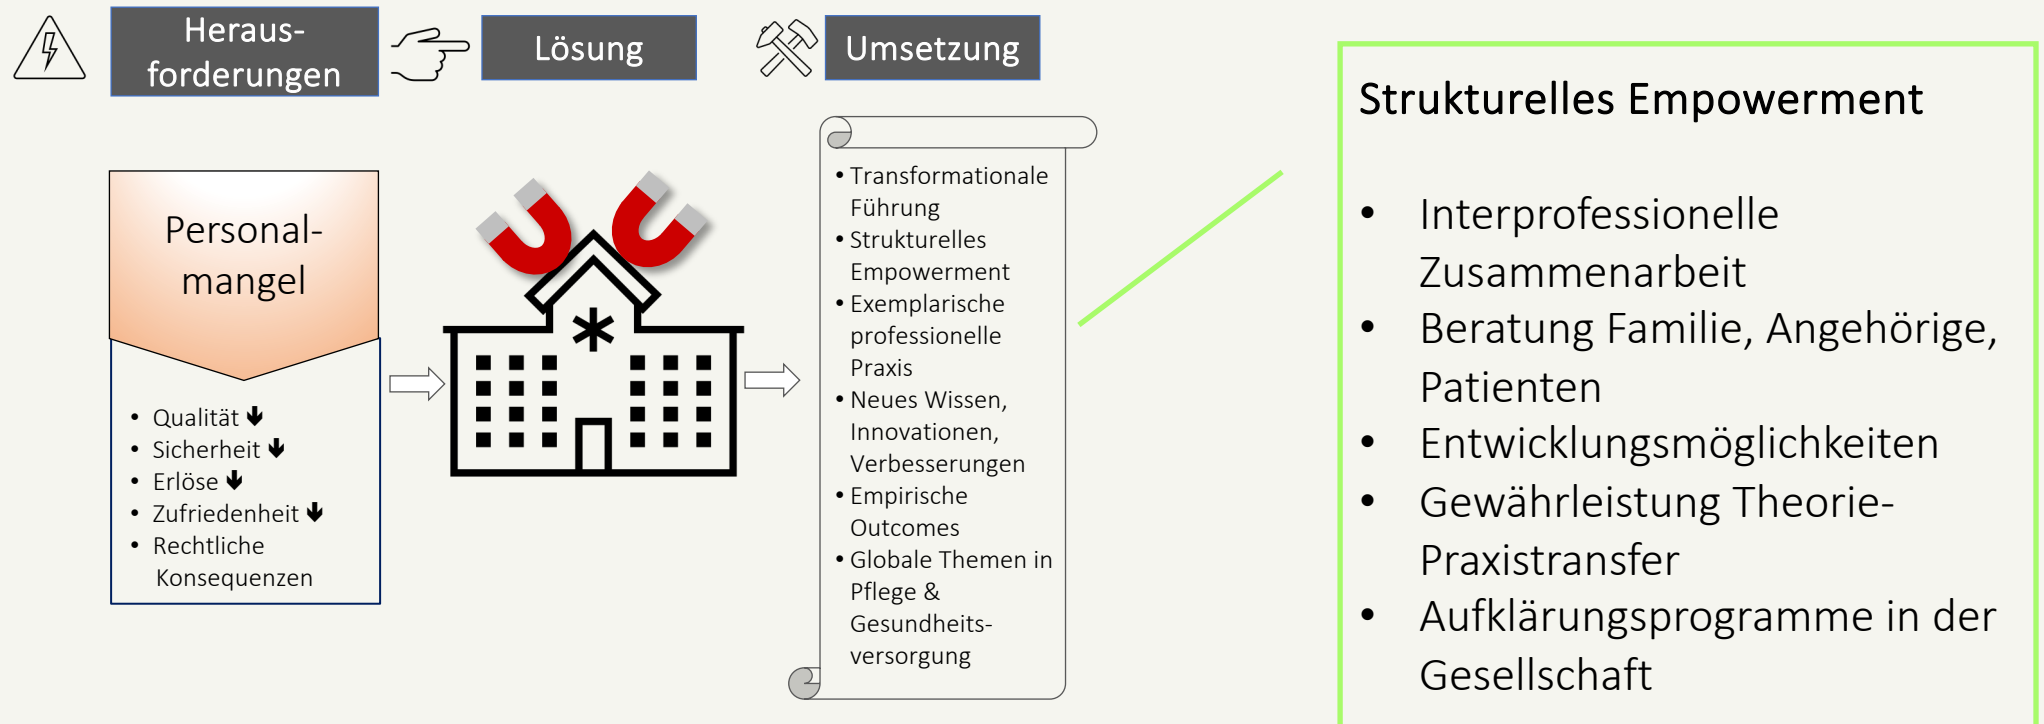 Heraus-
forderungen
Lösung
Umsetzung
Personal-
mangel
• Qualität 🡻
• Sicherheit 🡻
• Erlöse 🡻
• Zufriedenheit 🡻
• Rechtliche
Konsequenzen
• Transformationale
Führung
• Strukturelles
Empowerment
• Exemplarische
professionelle
Praxis
• Neues Wissen,
Innovationen,
Verbesserungen
• Empirische
Outcomes
• Globale Themen in
Pflege &
Gesundheits-
versorgung
Strukturelles Empowerment
• Interprofessionelle
Zusammenarbeit
• Beratung Familie, Angehörige,
Patienten
• Entwicklungsmöglichkeiten
• Gewährleistung Theorie-
Praxistransfer
• Aufklärungsprogramme in der
Gesellschaft